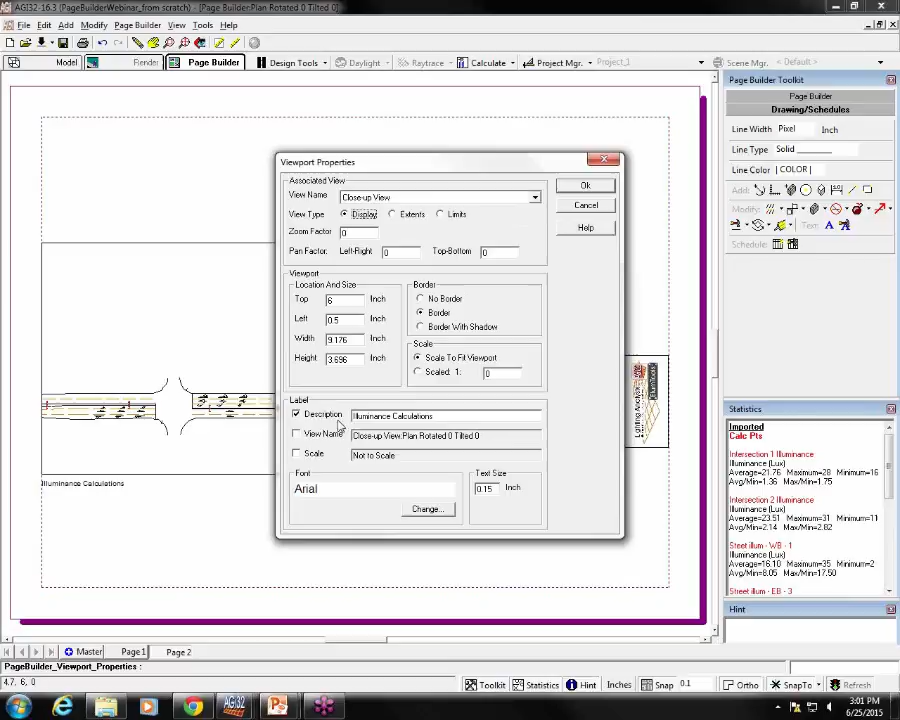 AGI32-16.3 (PageBuilderWebinar_from scratch) - [Page Builder:Plan Rotated 0 Tilted 0]
File Edit Add Modify Page Builder View Tools Help
Model Render Page Builder Design Tools Daylight Raytrace Calculate Project Mgr. Project_1 Scene Mgr. < Default >
Page Builder Toolkit
Page Builder
Drawing/Schedules
Line Width Pixel Inch
Line Type Solid
Line Color | COLOR |
Add:
Modify:
Text: A A
Schedule:
Viewport Properties
Associated View
View Name Close-up View
View Type Display Extents Limits
Zoom Factor 0
Pan Factor: Left-Right 0 Top-Bottom 0
Ok
Cancel
Help
Viewport
Location And Size
Top 6 Inch
Left 0.5 Inch
Width 9.176 Inch
Height 3.696 Inch
Border
No Border
Border
Border With Shadow
Scale
Scale To Fit Viewport
Scaled 1: 0
Label
Description Illuminance Calculations
View Name Close-up View:Plan Rotated 0 Tilted 0
Scale Not to Scale
Font
Arial
Change...
Text Size
0.15 Inch
Illuminance Calculations
Lighting Analysis
Statistics
Imported
Calc Pts
Intersection 1 Illuminance
Illuminance (Lux)
Average=21.76 Maximum=28 Minimum=16
Avg/Min=1.36 Max/Min=1.75
Intersection 2 Illuminance
Illuminance (Lux)
Average=23.51 Maximum=31 Minimum=11
Avg/Min=2.14 Max/Min=2.82
Street illum - WB - 1
Illuminance (Lux)
Average=16.10 Maximum=35 Minimum=2
Avg/Min=8.05 Max/Min=17.50
Street illum - EB - 3
Hint
Master Page1 Page 2
PageBuilder_Viewport_Properties :
4.7, 6, 0
Toolkit Statistics Hint Inches Snap 0.1 Ortho SnapTo Refresh
AGI32
3:01 PM
6/25/2015